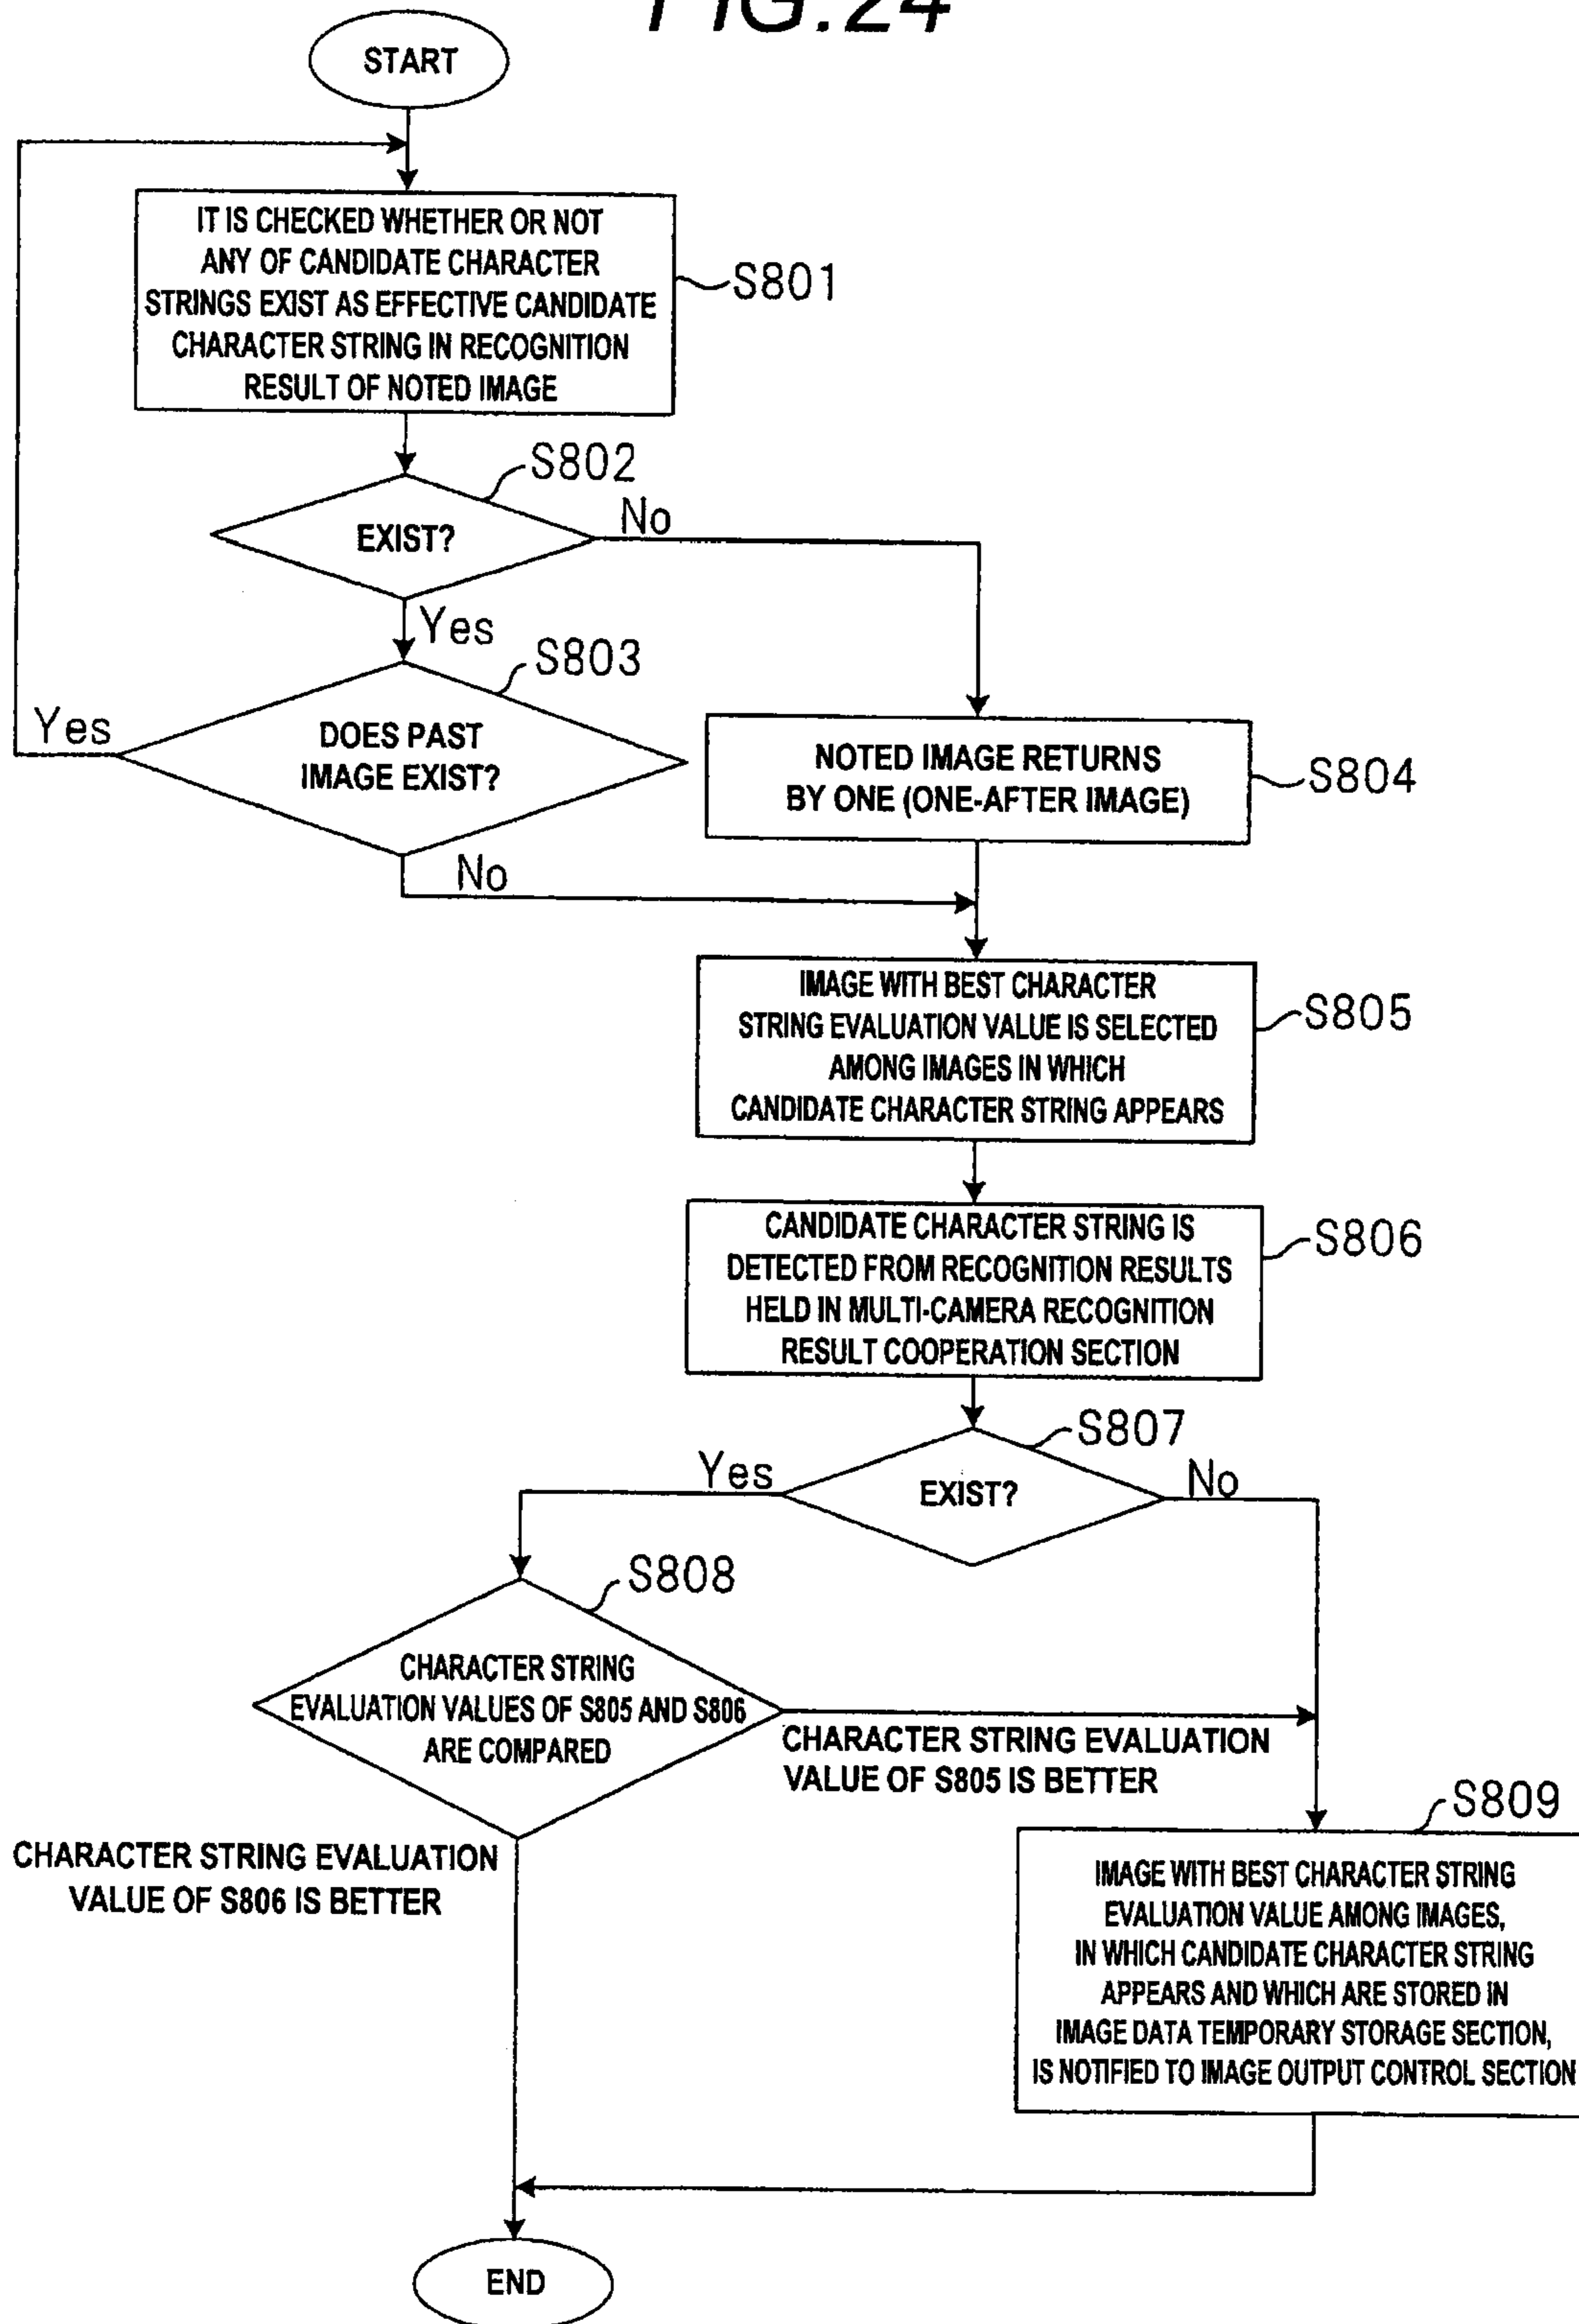 FIG.24
START
IT IS CHECKED WHETHER OR NOT
ANY OF CANDIDATE CHARACTER
STRINGS EXIST AS EFFECTIVE CANDIDATE
CHARACTER STRING IN RECOGNITION
RESULT OF NOTED IMAGE
S801
S802
EXIST?
No
Yes
S803
Yes
DOES PAST
IMAGE EXIST?
No
NOTED IMAGE RETURNS
BY ONE (ONE-AFTER IMAGE)
S804
IMAGE WITH BEST CHARACTER
STRING EVALUATION VALUE IS SELECTED
AMONG IMAGES IN WHICH
CANDIDATE CHARACTER STRING APPEARS
S805
CANDIDATE CHARACTER STRING IS
DETECTED FROM RECOGNITION RESULTS
HELD IN MULTI-CAMERA RECOGNITION
RESULT COOPERATION SECTION
S806
S807
Yes
EXIST?
No
S808
CHARACTER STRING
EVALUATION VALUES OF S805 AND S806
ARE COMPARED
CHARACTER STRING EVALUATION
VALUE OF S805 IS BETTER
CHARACTER STRING EVALUATION
VALUE OF S806 IS BETTER
S809
IMAGE WITH BEST CHARACTER STRING
EVALUATION VALUE AMONG IMAGES,
IN WHICH CANDIDATE CHARACTER STRING
APPEARS AND WHICH ARE STORED IN
IMAGE DATA TEMPORARY STORAGE SECTION,
IS NOTIFIED TO IMAGE OUTPUT CONTROL SECTION
END